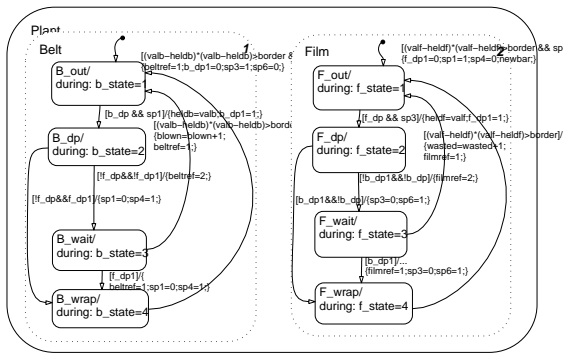 Plant
Belt
1
[(valb-heldb)*(valb-heldb)>border &
{beltref=1;b_dp1=0;sp3=1;sp6=0;}
B_out/
during: b_state=1
[b_dp && sp1]/{heldb=valb;b_dp1=1;}
[(valb-heldb)*(valb-heldb)>bord
{blown=blown+1;
beltref=1;}
B_dp/
during: b_state=2
[!f_dp&&!f_dp1]/{beltref=2;}
[!f_dp&&f_dp1]/{sp1=0;sp4=1;}
B_wait/
during: b_state=3
[f_dp1]/{
beltref=1;sp1=0;sp4=1;}
B_wrap/
during: b_state=4
Film
2
[(valf-heldf)*(valf-heldf)>border && sp
{f_dp1=0;sp1=1;sp4=0;newbar;}
F_out/
during: f_state=1
[f_dp && sp3]/{heldf=valf;f_dp1=1;}
[(valf-heldf)*(valf-heldf)>border]/
{wasted=wasted+1;
filmref=1;}
F_dp/
during: f_state=2
[!b_dp1&&!b_dp]/{filmref=2;}
[b_dp1&&!b_dp]/{sp3=0;sp6=1;}
F_wait/
during: f_state=3
[b_dp1]/...
{filmref=1;sp3=0;sp6=1;}
F_wrap/
during: f_state=4